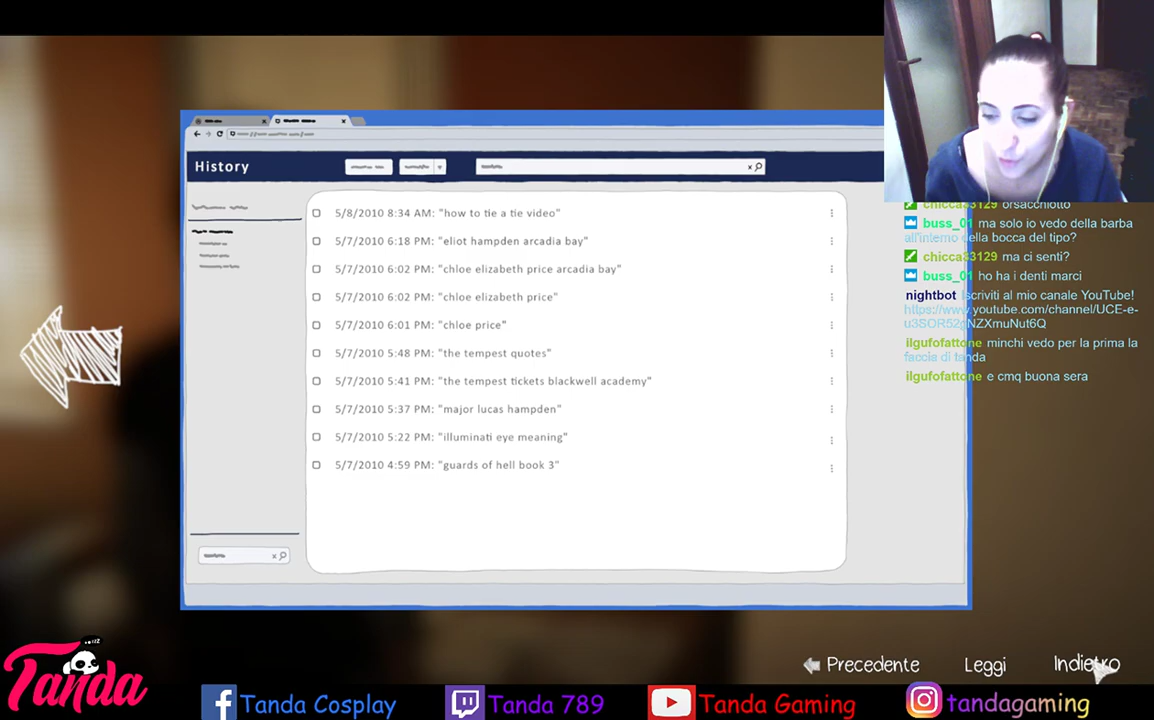 History
5/8/2010 8:34 AM: "how to tie a tie video"
5/7/2010 6:18 PM: "eliot hampden arcadia bay"
5/7/2010 6:02 PM: "chloe elizabeth price arcadia bay"
5/7/2010 6:02 PM: "chloe elizabeth price"
5/7/2010 6:01 PM: "chloe price"
5/7/2010 5:48 PM: "the tempest quotes"
5/7/2010 5:41 PM: "the tempest tickets blackwell academy"
5/7/2010 5:37 PM: "major lucas hampden"
5/7/2010 5:22 PM: "illuminati eye meaning"
5/7/2010 4:59 PM: "guards of hell book 3"
chicca33129 orsacchiotto
buss_01 ma solo io vedo della barba
all'interno della bocca del tipo?
chicca33129 ma ci senti?
buss_01 ho ha i denti marci
nightbot Iscriviti al mio canale YouTube!
https://www.youtube.com/channel/UCE-e-
ilgufofattone minchi vedo per la prima la
faccia di tanda
ilgufofattone e cmq buona sera
Precedente Leggi Indietro
Tanda
Tanda Cosplay Tanda 789 Tanda Gaming tandagaming